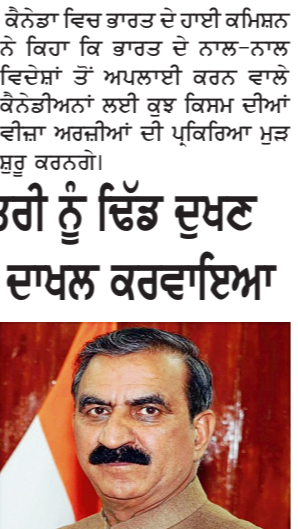 ਕੈਨੇਡਾ ਵਿਚ ਭਾਰਤ ਦੇ ਹਾਈ ਕਮਿਸ਼ਨ
ਨੇ ਕਿਹਾ ਕਿ ਭਾਰਤ ਦੇ ਨਾਲ-ਨਾਲ
ਵਿਦੇਸ਼ਾਂ ਤੋਂ ਅਪਲਾਈ ਕਰਨ ਵਾਲੇ
ਕੈਨੇਡੀਅਨਾਂ ਲਈ ਕੁਝ ਕਿਸਮ ਦੀਆਂ
ਵੀਜ਼ਾ ਅਰਜ਼ੀਆਂ ਦੀ ਪ੍ਰਕਿਰਿਆ ਮੁੜ
ਸ਼ੁਰੂ ਕਰਨਗੇ।
ਤਰੀ ਨੂੰ ਢਿੱਡ ਦੁਖਣ
ਦਾਖਲ ਕਰਵਾਇਆ